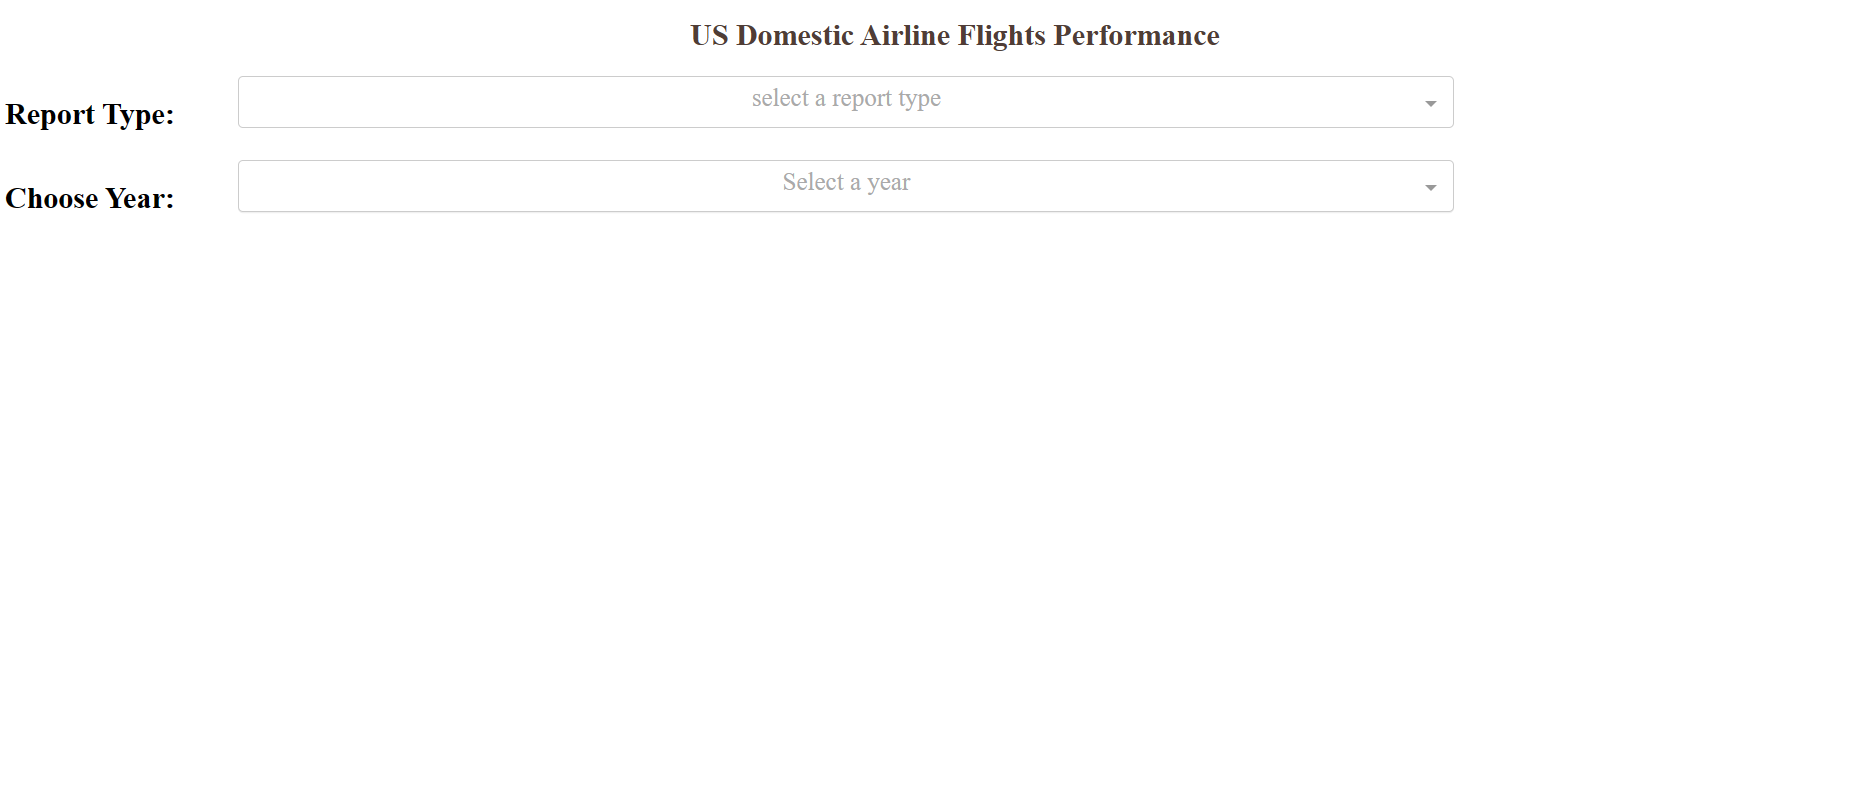 US Domestic Airline Flights Performance
Report Type:
select a report type
Choose Year:
Select a year